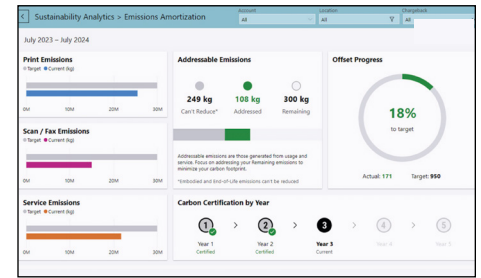 Sustainability Analytics > Emissions Amortization
Account
All
Location
All
Chargeback
All
July 2023 – July 2024
Print Emissions
Target Current (kg)
0M 10M 20M 30M
Scan / Fax Emissions
Target Current (kg)
0M 10M 20M 30M
Service Emissions
Target Current (kg)
0M 10M 20M 30M
Addressable Emissions
249 kg 108 kg 300 kg
Can't Reduce* Addressed Remaining
Addressable emissions are those generated from usage and
service. Focus on addressing your Remaining emissions to
minimize your carbon footprint.
*Embodied and End-of-Life emissions can't be reduced
Offset Progress
18%
to target
Actual: 171 Target: 950
Carbon Certification by Year
1 > 2 > 3 > 4 > 5
Year 1 Year 2 Year 3 Year 4 Year 5
Certified Certified Current